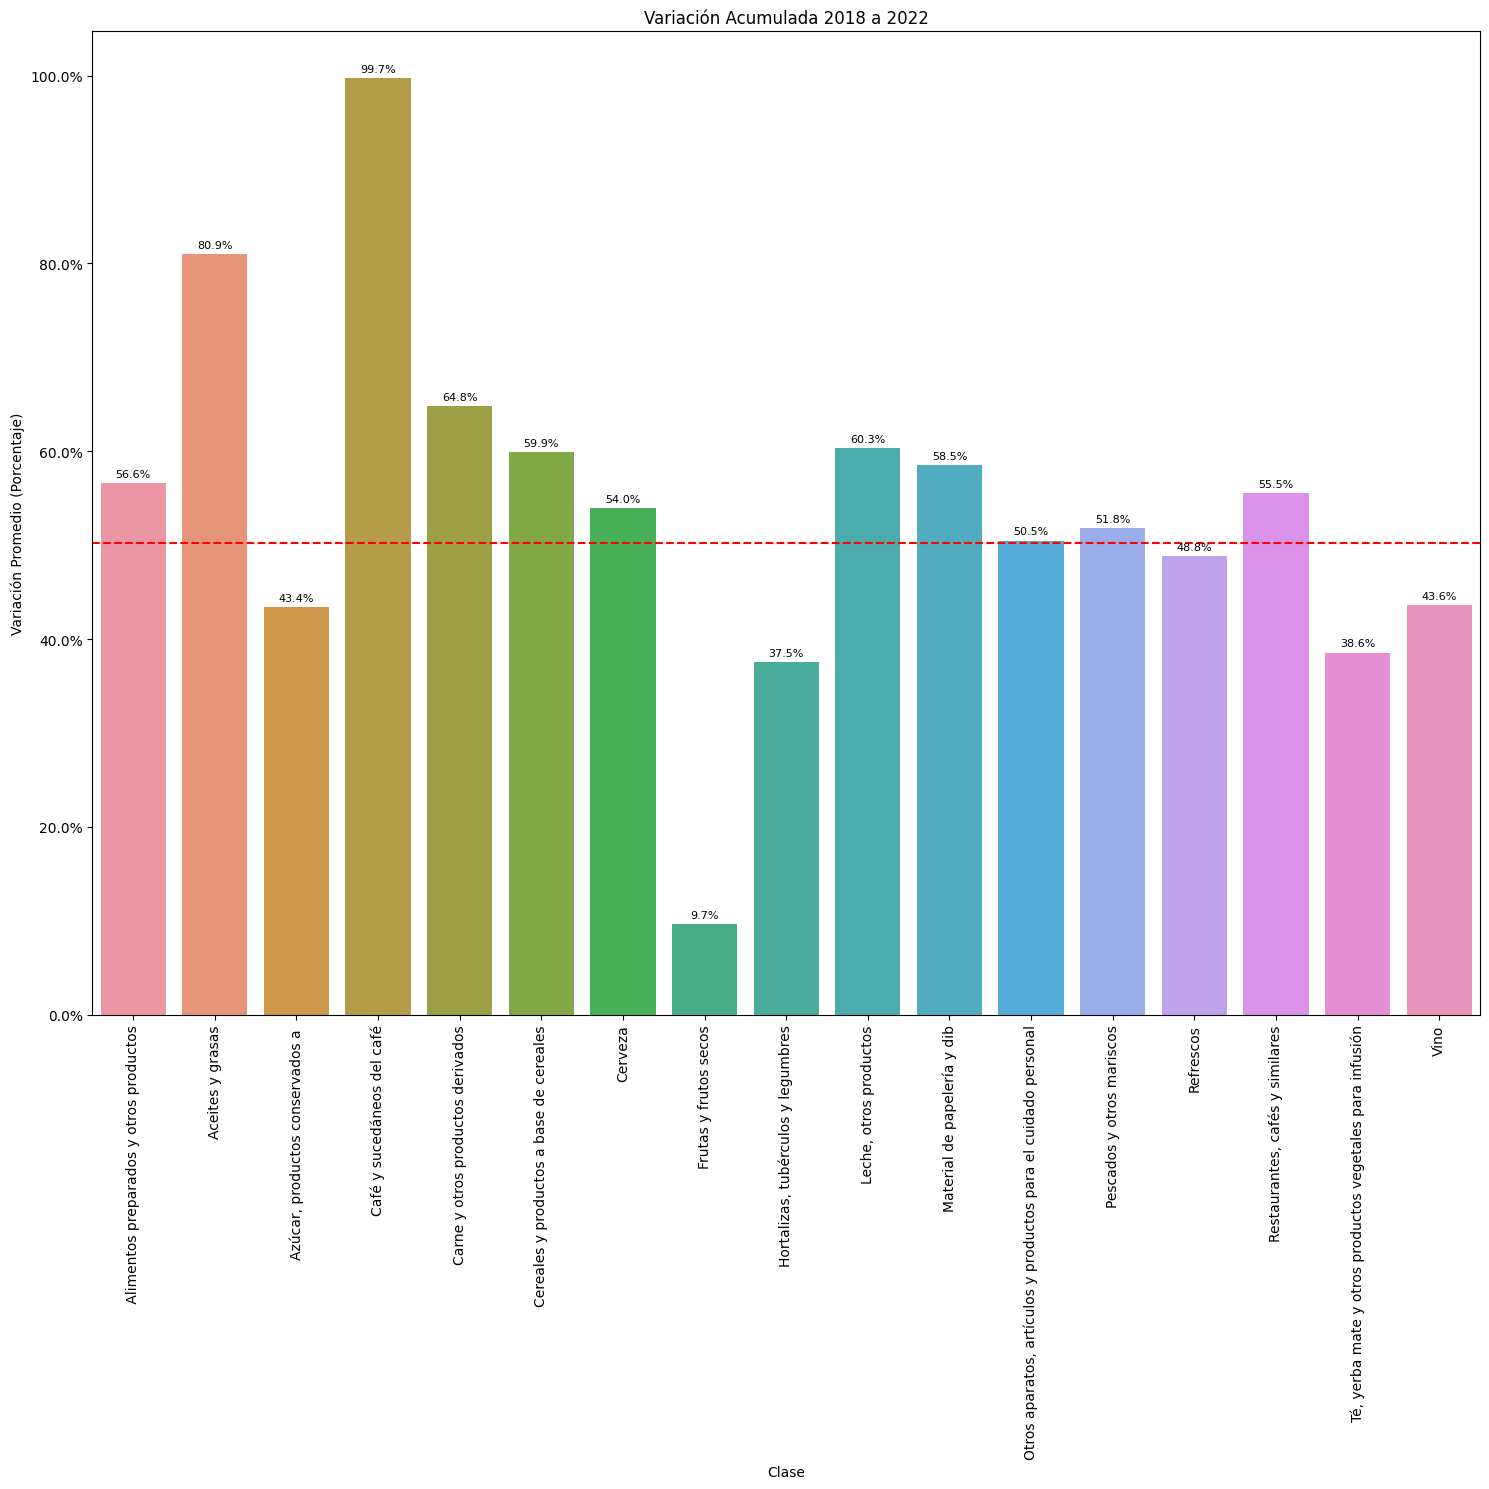 Variación Acumulada 2018 a 2022
Variación Promedio (Porcentaje)
100.0%
80.0%
60.0%
40.0%
20.0%
0.0%
56.6%
80.9%
43.4%
99.7%
64.8%
59.9%
54.0%
9.7%
37.5%
60.3%
58.5%
50.5%
51.8%
48.8%
55.5%
38.6%
43.6%
Alimentos preparados y otros productos
Aceites y grasas
Azúcar, productos conservados a
Café y sucedáneos del café
Carne y otros productos derivados
Cereales y productos a base de cereales
Cerveza
Frutas y frutos secos
Hortalizas, tubérculos y legumbres
Leche, otros productos
Material de papelería y dib
Otros aparatos, artículos y productos para el cuidado personal
Pescados y otros mariscos
Refrescos
Restaurantes, cafés y similares
Té, yerba mate y otros productos vegetales para infusión
Vino
Clase